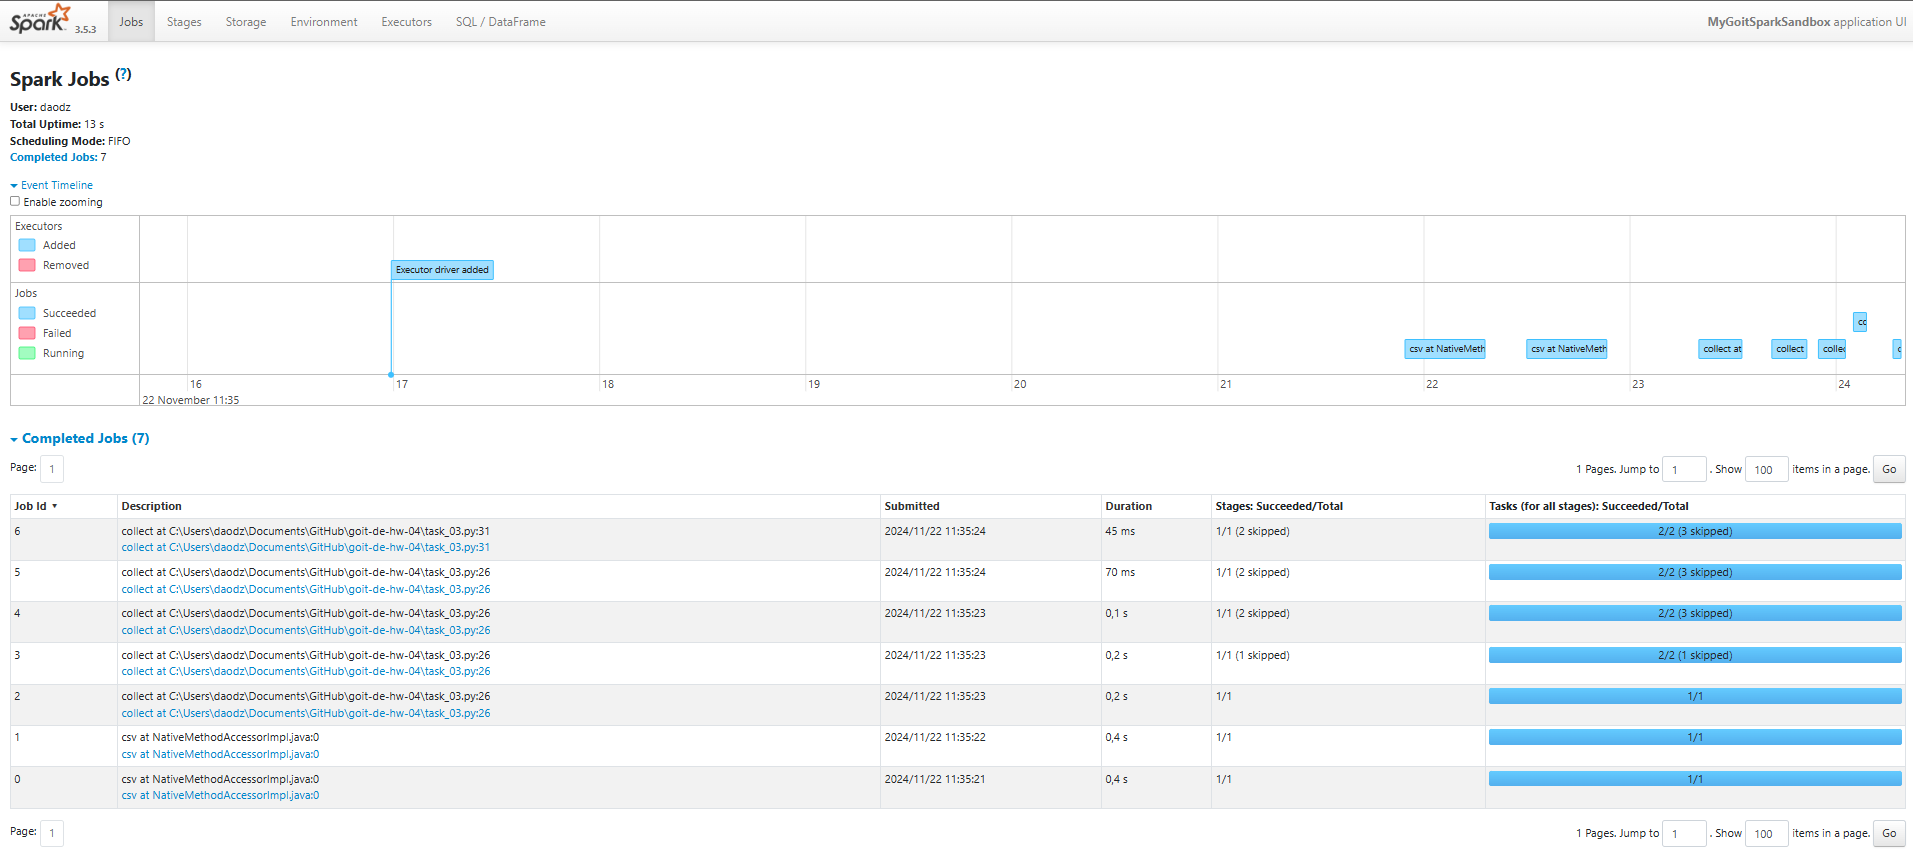 APACHE
Spark 3.5.3 Jobs Stages Storage Environment Executors SQL / DataFrame MyGoitSparkSandbox application UI
Spark Jobs (?)
User: daodz
Total Uptime: 13 s
Scheduling Mode: FIFO
Completed Jobs: 7
Event Timeline
Enable zooming
Executors
Added
Removed
Executor driver added
Jobs
Succeeded
Failed
Running
csv at NativeMeth csv at NativeMeth collect at collect collec co c
16 17 18 19 20 21 22 23 24
22 November 11:35
Completed Jobs (7)
Page: 1 1 Pages. Jump to 1 . Show 100 items in a page. Go
Job Id ▾ Description Submitted Duration Stages: Succeeded/Total Tasks (for all stages): Succeeded/Total
6 collect at C:\Users\daodz\Documents\GitHub\goit-de-hw-04\task_03.py:31 2024/11/22 11:35:24 45 ms 1/1 (2 skipped) 2/2 (3 skipped)
collect at C:\Users\daodz\Documents\GitHub\goit-de-hw-04\task_03.py:31
5 collect at C:\Users\daodz\Documents\GitHub\goit-de-hw-04\task_03.py:26 2024/11/22 11:35:24 70 ms 1/1 (2 skipped) 2/2 (3 skipped)
collect at C:\Users\daodz\Documents\GitHub\goit-de-hw-04\task_03.py:26
4 collect at C:\Users\daodz\Documents\GitHub\goit-de-hw-04\task_03.py:26 2024/11/22 11:35:23 0,1 s 1/1 (2 skipped) 2/2 (3 skipped)
collect at C:\Users\daodz\Documents\GitHub\goit-de-hw-04\task_03.py:26
3 collect at C:\Users\daodz\Documents\GitHub\goit-de-hw-04\task_03.py:26 2024/11/22 11:35:23 0,2 s 1/1 (1 skipped) 2/2 (1 skipped)
collect at C:\Users\daodz\Documents\GitHub\goit-de-hw-04\task_03.py:26
2 collect at C:\Users\daodz\Documents\GitHub\goit-de-hw-04\task_03.py:26 2024/11/22 11:35:23 0,2 s 1/1 1/1
collect at C:\Users\daodz\Documents\GitHub\goit-de-hw-04\task_03.py:26
1 csv at NativeMethodAccessorImpl.java:0 2024/11/22 11:35:22 0,4 s 1/1 1/1
csv at NativeMethodAccessorImpl.java:0
0 csv at NativeMethodAccessorImpl.java:0 2024/11/22 11:35:21 0,4 s 1/1 1/1
csv at NativeMethodAccessorImpl.java:0
Page: 1 1 Pages. Jump to 1 . Show 100 items in a page. Go